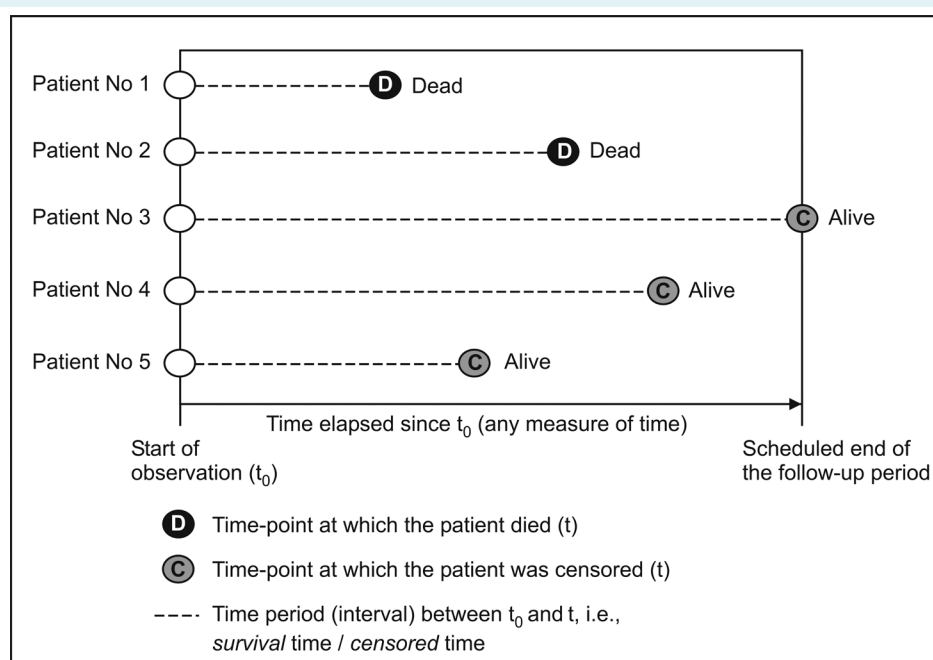 Patient No 1
D Dead
Patient No 2
D Dead
Patient No 3
C Alive
Patient No 4
C Alive
Patient No 5
C Alive
Time elapsed since t₀ (any measure of time)
Start of
observation (t₀)
Scheduled end of
the follow-up period
D Time-point at which the patient died (t)
C Time-point at which the patient was censored (t)
Time period (interval) between t₀ and t, i.e.,
survival time / censored time